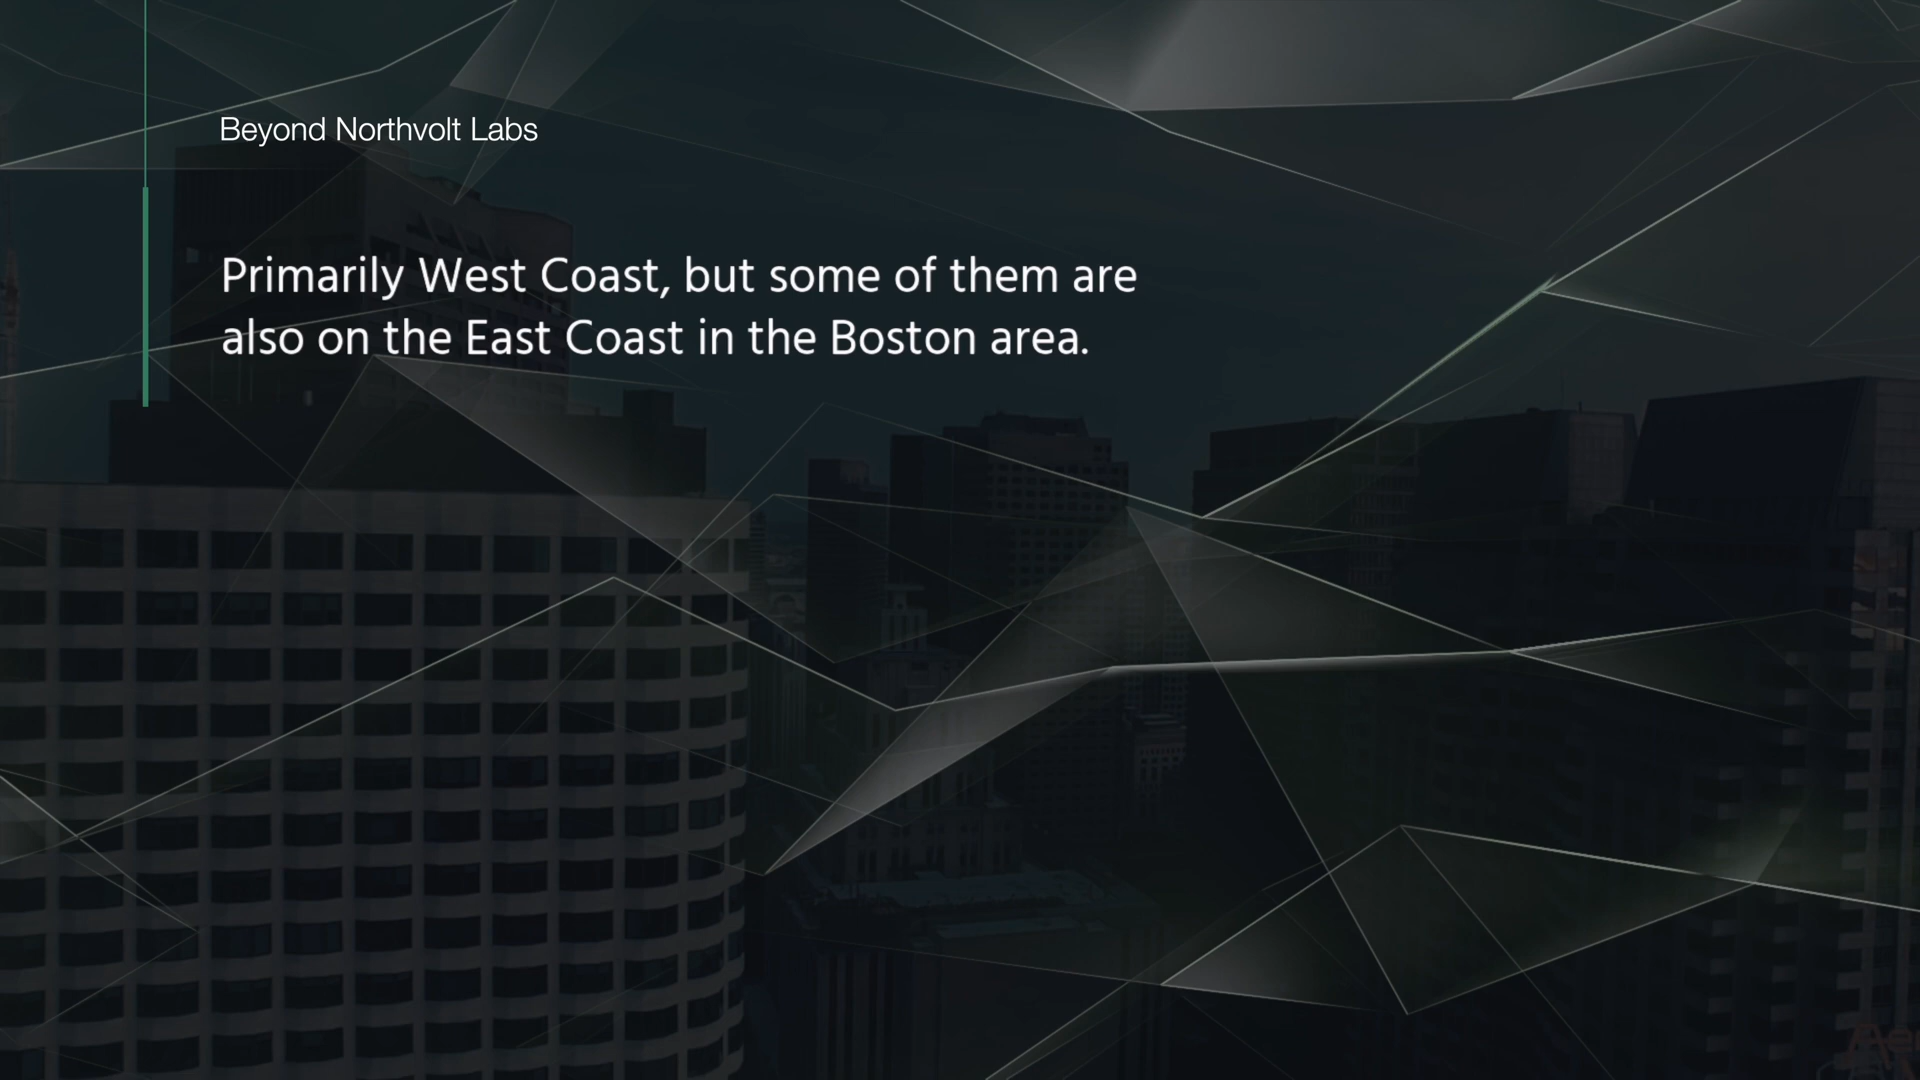 Beyond Northvolt Labs
Primarily West Coast, but some of them are
also on the East Coast in the Boston area.